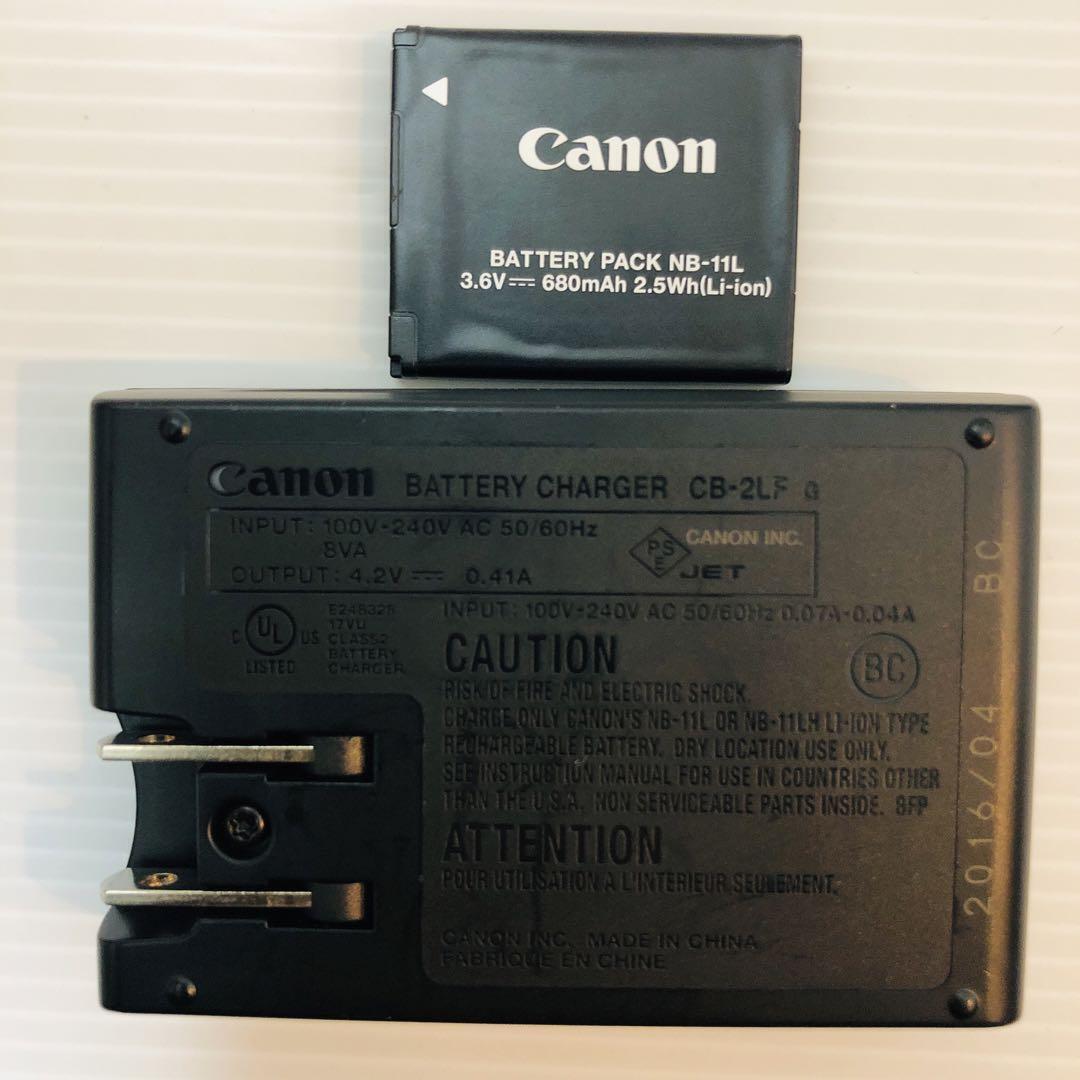 Canon
BATTERY PACK NB-11L
3.6V⎓ 680mAh 2.5Wh(Li-ion)
Canon BATTERY CHARGER CB-2LF G
INPUT: 100V-240V AC 50/60Hz
8VA
OUTPUT: 4.2V⎓ 0.41A
PS E
CANON INC.
JET
C UL US
LISTED
E248328
17VU
CLASS2
BATTERY
CHARGER
INPUT: 100V-240V AC 50/60Hz 0.07A-0.04A
CAUTION
BC
RISK OF FIRE AND ELECTRIC SHOCK.
CHARGE ONLY CANON'S NB-11L OR NB-11LH LI-ION TYPE
RECHARGEABLE BATTERY. DRY LOCATION USE ONLY.
SEE INSTRUCTION MANUAL FOR USE IN COUNTRIES OTHER
THAN THE U.S.A. NON SERVICEABLE PARTS INSIDE. BFP
ATTENTION
POUR UTILISATION A L'INTERIEUR SEULEMENT.
CANON INC. MADE IN CHINA
FABRIQUE EN CHINE
2016/04 BC